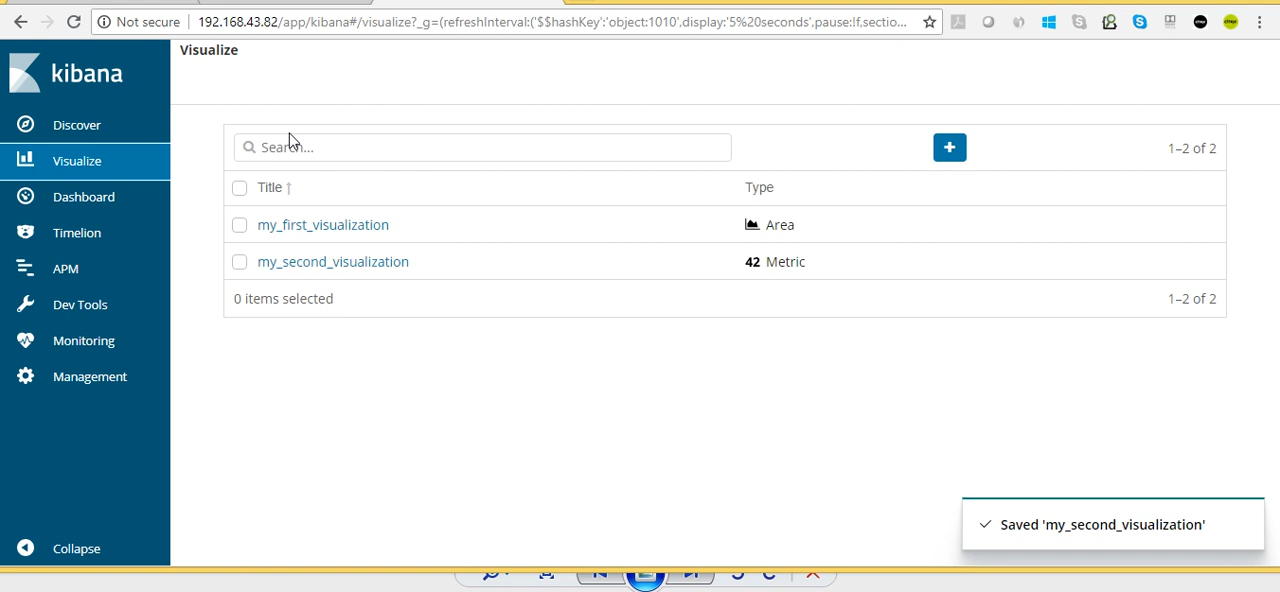 Not secure 192.168.43.82/app/kibana#/visualize?_g=(refreshInterval:('$$hashKey':'object:1010',display:'5%20seconds',pause:!f,sectio...
Visualize
kibana
Discover
Visualize
Dashboard
Timelion
APM
Dev Tools
Monitoring
Management
Collapse
Search...
1–2 of 2
Title Type
my_first_visualization Area
my_second_visualization 42 Metric
0 items selected 1–2 of 2
Saved 'my_second_visualization'